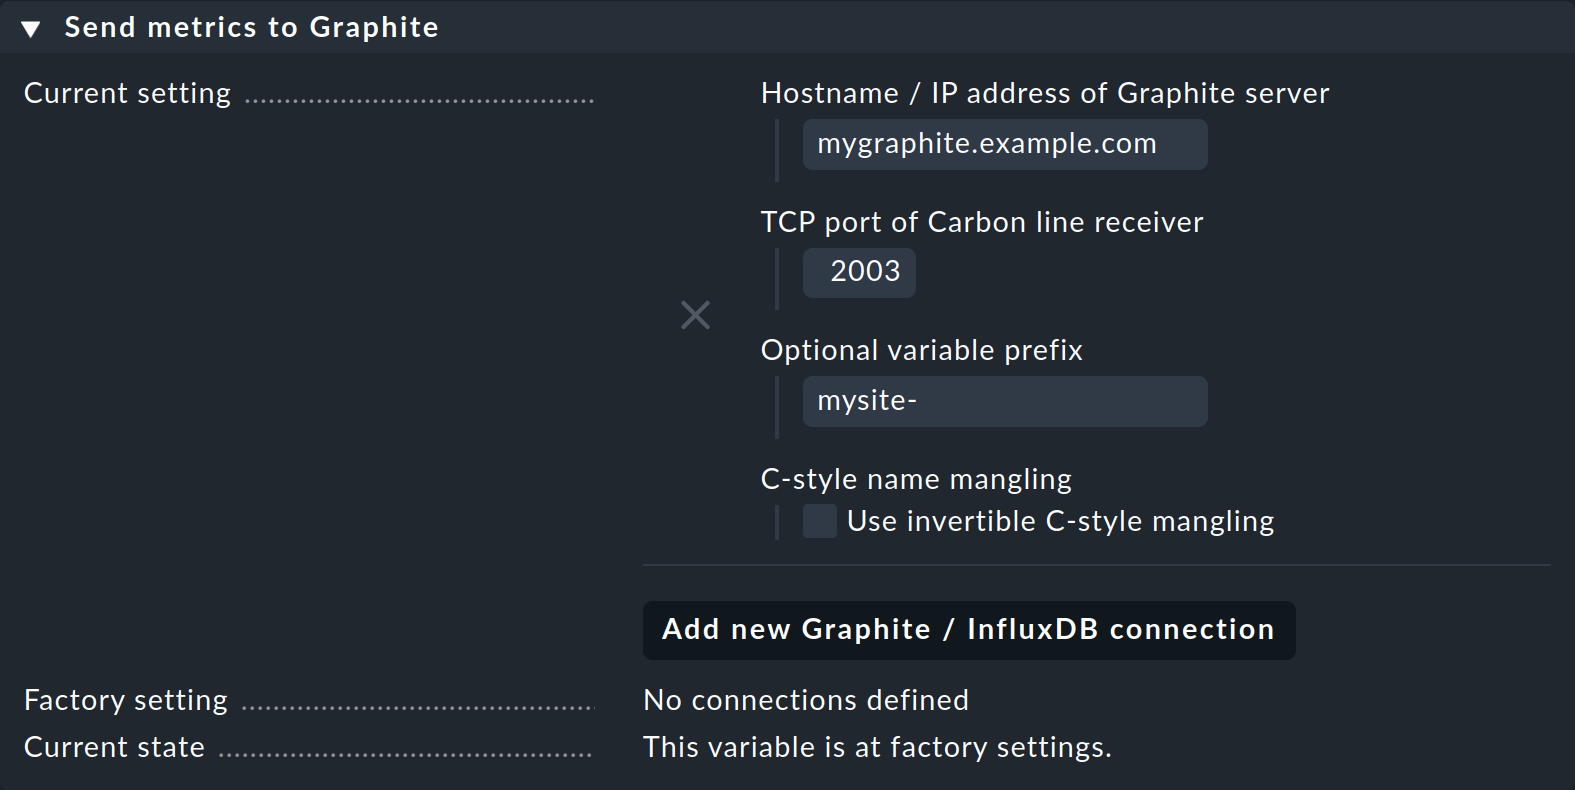 Send metrics to Graphite
Current setting
Hostname / IP address of Graphite server
mygraphite.example.com
TCP port of Carbon line receiver
2003
Optional variable prefix
mysite-
C-style name mangling
Use invertible C-style mangling
Add new Graphite / InfluxDB connection
Factory setting No connections defined
Current state This variable is at factory settings.